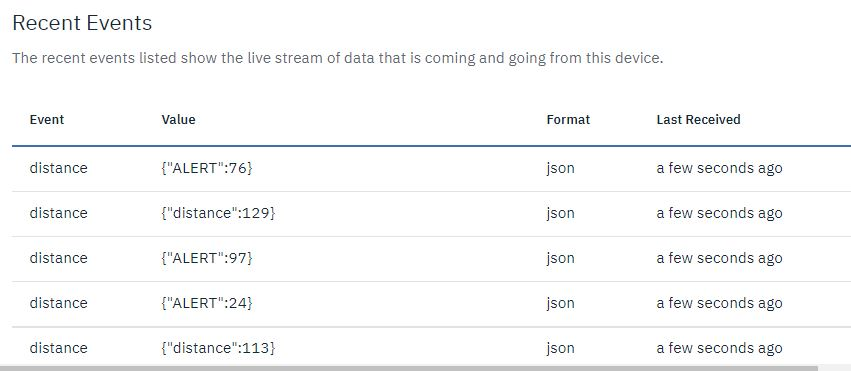 Recent Events
The recent events listed show the live stream of data that is coming and going from this device.
Event Value Format Last Received
distance {"ALERT":76} json a few seconds ago
distance {"distance":129} json a few seconds ago
distance {"ALERT":97} json a few seconds ago
distance {"ALERT":24} json a few seconds ago
distance {"distance":113} json a few seconds ago